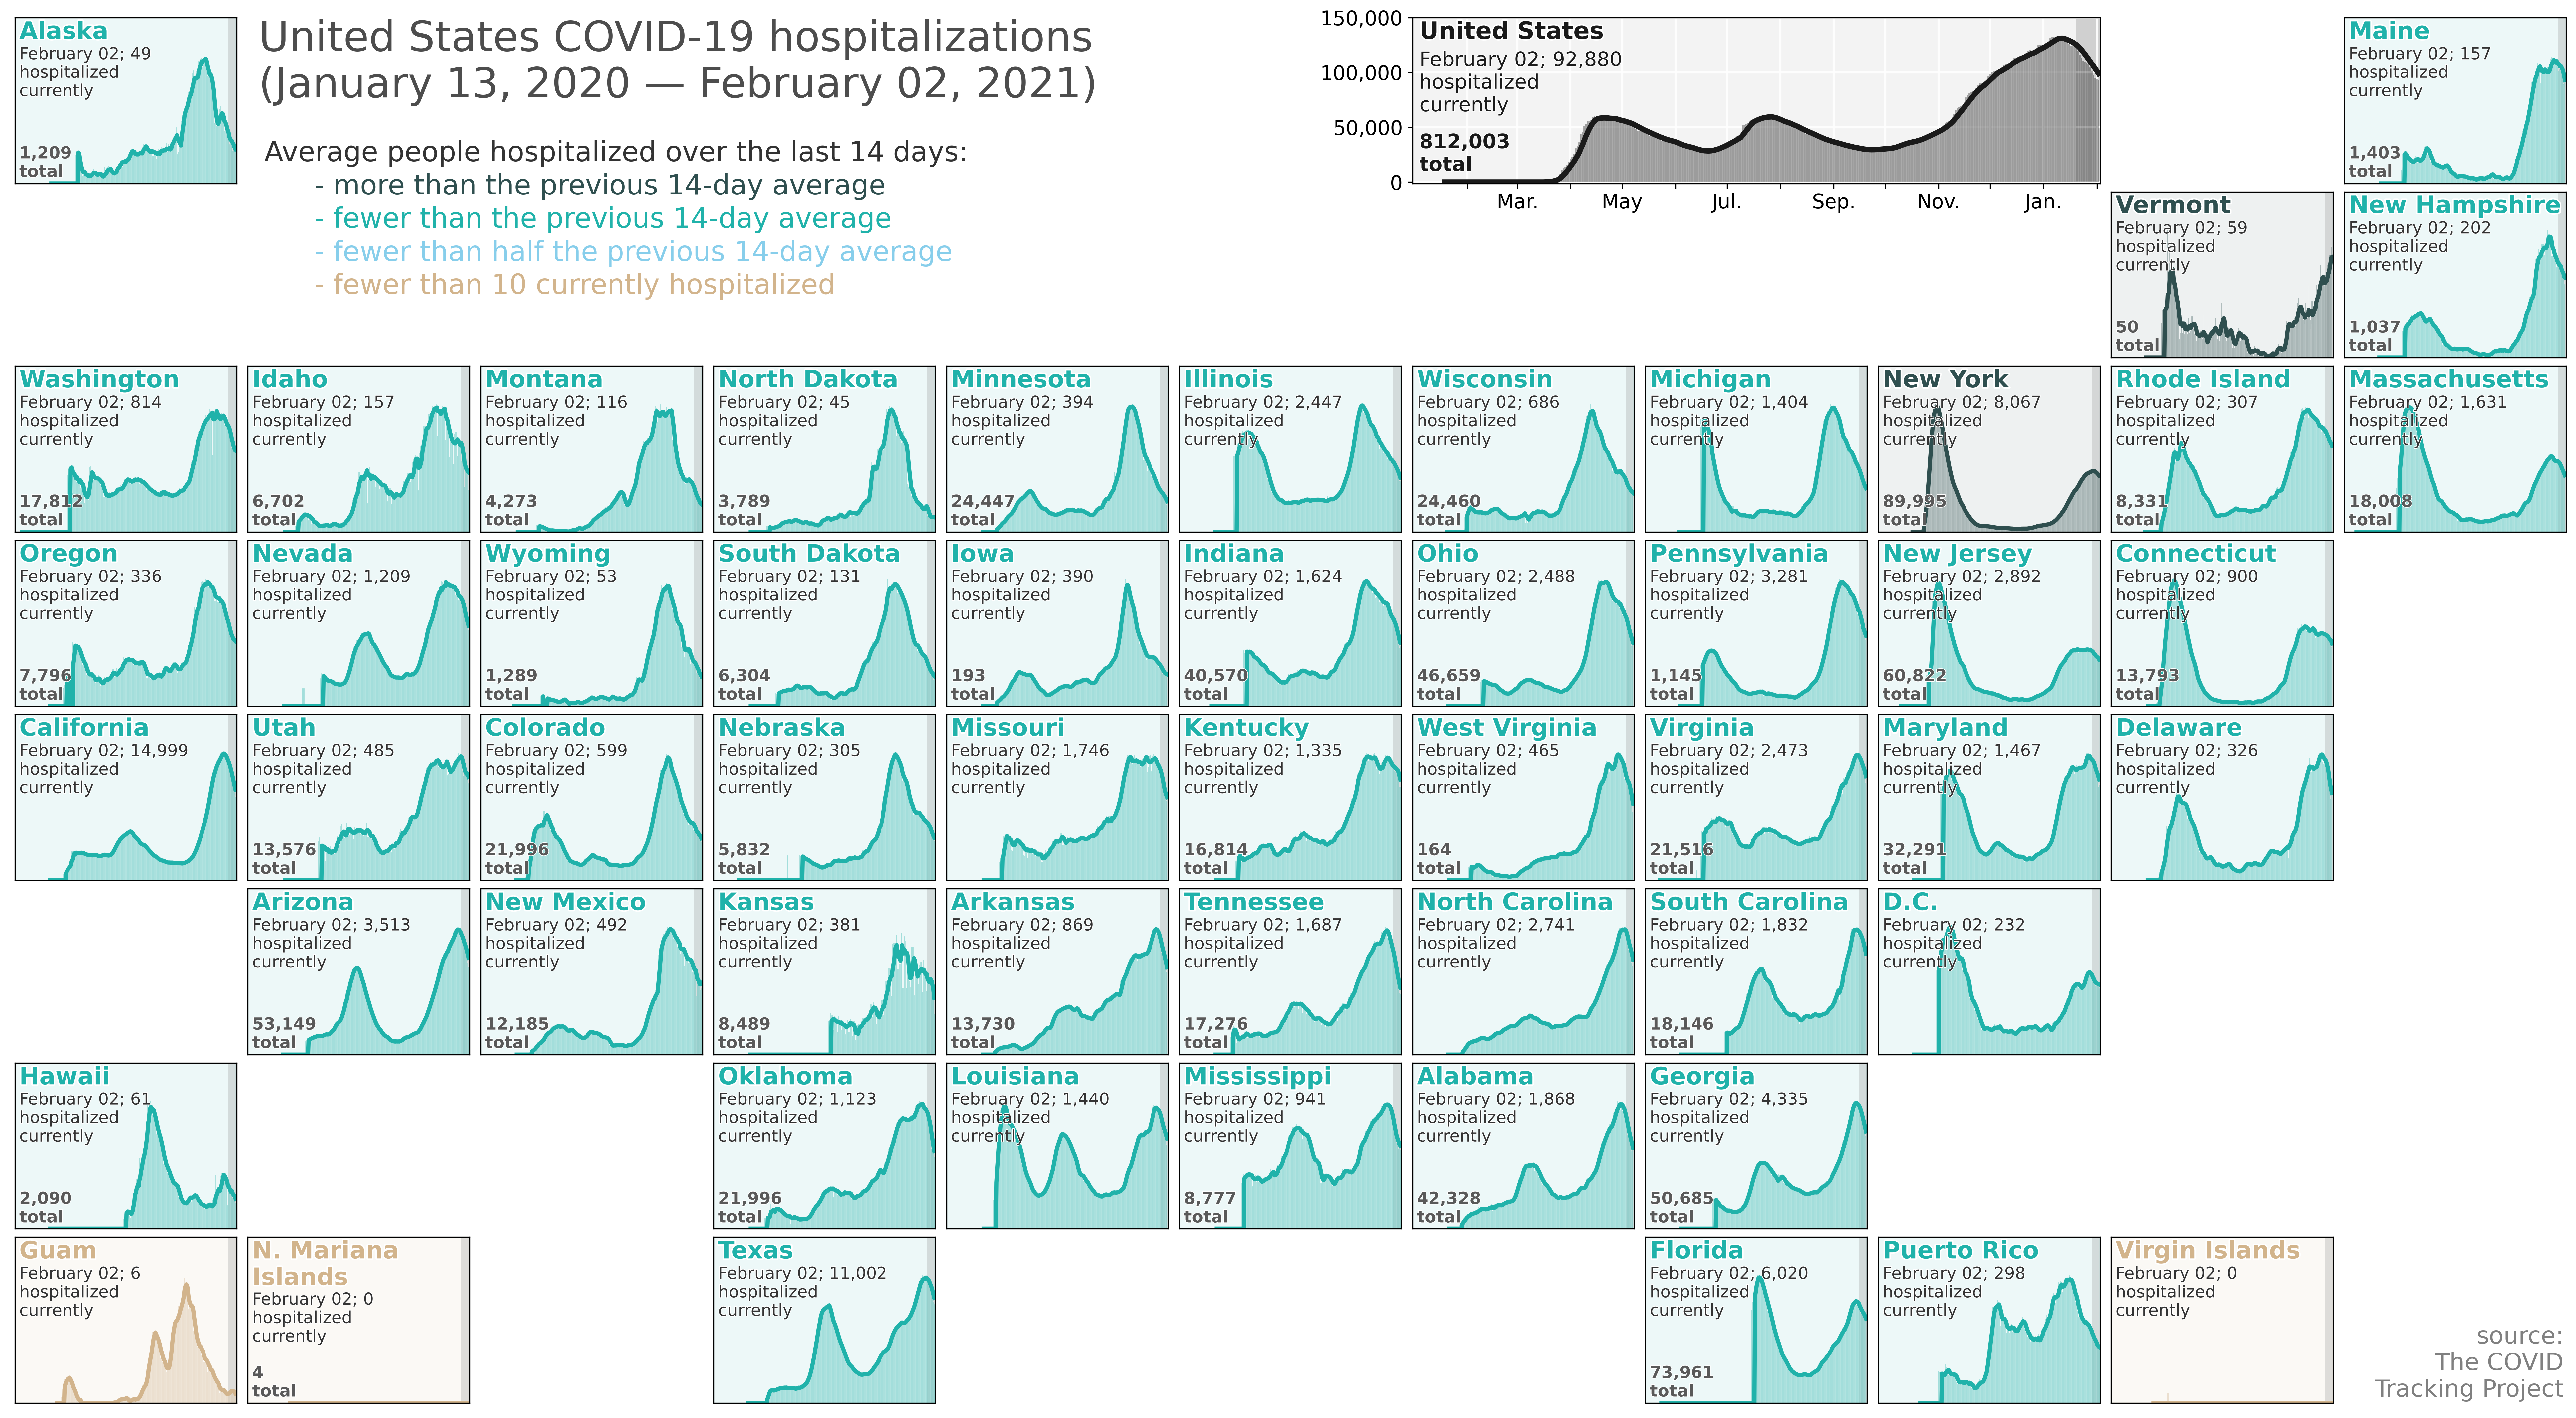 Alaska
February 02; 49
hospitalized
currently
1,209
total
United States COVID-19 hospitalizations
(January 13, 2020 — February 02, 2021)
Average people hospitalized over the last 14 days:
- more than the previous 14-day average
- fewer than the previous 14-day average
- fewer than half the previous 14-day average
- fewer than 10 currently hospitalized
150,000
100,000
50,000
0
United States
February 02; 92,880
hospitalized
currently
812,003
total
Mar. May Jul. Sep. Nov. Jan.
Maine
February 02; 157
hospitalized
currently
1,403
total
Vermont
February 02; 59
hospitalized
currently
50
total
New Hampshire
February 02; 202
hospitalized
currently
1,037
total
Washington
February 02; 814
hospitalized
currently
17,812
total
Idaho
February 02; 157
hospitalized
currently
6,702
total
Montana
February 02; 116
hospitalized
currently
4,273
total
North Dakota
February 02; 45
hospitalized
currently
3,789
total
Minnesota
February 02; 394
hospitalized
currently
24,447
total
Illinois
February 02; 2,447
hospitalized
currently
Wisconsin
February 02; 686
hospitalized
currently
24,460
total
Michigan
February 02; 1,404
hospitalized
currently
New York
February 02; 8,067
hospitalized
currently
89,995
total
Rhode Island
February 02; 307
hospitalized
currently
8,331
total
Massachusetts
February 02; 1,631
hospitalized
currently
18,008
total
Oregon
February 02; 336
hospitalized
currently
7,796
total
Nevada
February 02; 1,209
hospitalized
currently
Wyoming
February 02; 53
hospitalized
currently
1,289
total
South Dakota
February 02; 131
hospitalized
currently
6,304
total
Iowa
February 02; 390
hospitalized
currently
193
total
Indiana
February 02; 1,624
hospitalized
currently
40,570
total
Ohio
February 02; 2,488
hospitalized
currently
46,659
total
Pennsylvania
February 02; 3,281
hospitalized
currently
1,145
total
New Jersey
February 02; 2,892
hospitalized
currently
60,822
total
Connecticut
February 02; 900
hospitalized
currently
13,793
total
California
February 02; 14,999
hospitalized
currently
Utah
February 02; 485
hospitalized
currently
13,576
total
Colorado
February 02; 599
hospitalized
currently
21,996
total
Nebraska
February 02; 305
hospitalized
currently
5,832
total
Missouri
February 02; 1,746
hospitalized
currently
Kentucky
February 02; 1,335
hospitalized
currently
16,814
total
West Virginia
February 02; 465
hospitalized
currently
164
total
Virginia
February 02; 2,473
hospitalized
currently
21,516
total
Maryland
February 02; 1,467
hospitalized
currently
32,291
total
Delaware
February 02; 326
hospitalized
currently
Arizona
February 02; 3,513
hospitalized
currently
53,149
total
New Mexico
February 02; 492
hospitalized
currently
12,185
total
Kansas
February 02; 381
hospitalized
currently
8,489
total
Arkansas
February 02; 869
hospitalized
currently
13,730
total
Tennessee
February 02; 1,687
hospitalized
currently
17,276
total
North Carolina
February 02; 2,741
hospitalized
currently
South Carolina
February 02; 1,832
hospitalized
currently
18,146
total
D.C.
February 02; 232
hospitalized
currently
Hawaii
February 02; 61
hospitalized
currently
2,090
total
Oklahoma
February 02; 1,123
hospitalized
currently
21,996
total
Louisiana
February 02; 1,440
hospitalized
currently
Mississippi
February 02; 941
hospitalized
currently
8,777
total
Alabama
February 02; 1,868
hospitalized
currently
42,328
total
Georgia
February 02; 4,335
hospitalized
currently
50,685
total
Guam
February 02; 6
hospitalized
currently
N. Mariana
Islands
February 02; 0
hospitalized
currently
4
total
Texas
February 02; 11,002
hospitalized
currently
Florida
February 02; 6,020
hospitalized
currently
73,961
total
Puerto Rico
February 02; 298
hospitalized
currently
Virgin Islands
February 02; 0
hospitalized
currently
source:
The COVID
Tracking Project